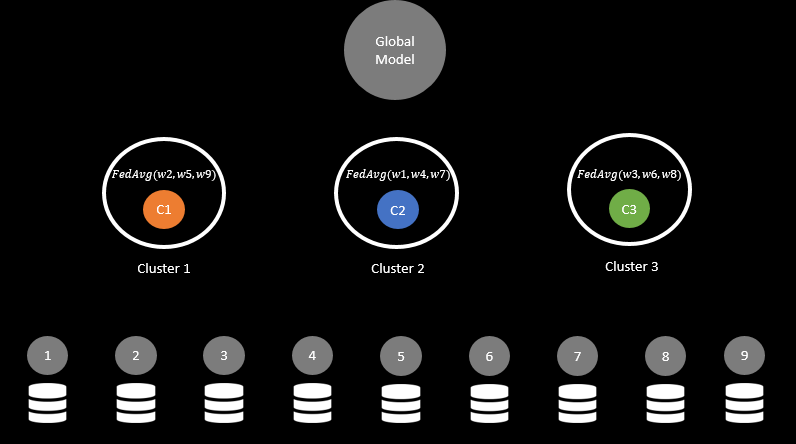 Global
Model
FedAvg(w2,w5,w9)
FedAvg(w1,w4,w7)
FedAvg(w3,w6,w8)
C1
C2
C3
Cluster 1
Cluster 2
Cluster 3
1
2
3
4
5
6
7
8
9